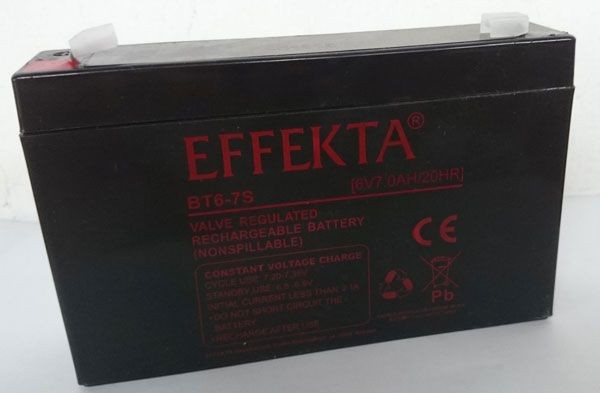 EFFEKTA®
BT6-7S [6V7.0AH/20HR]
VALVE REGULATED
RECHARGEABLE BATTERY
(NONSPILLABLE)
CE
CONSTANT VOLTAGE CHARGE
CYCLE USE: 7.20-7.35V
STANDBY USE: 6.8-6.9V
INITIAL CURRENT LESS THAN 2.1A
• DO NOT SHORT CIRCUIT THE
BATTERY
• RECHARGE AFTER USE
Pb